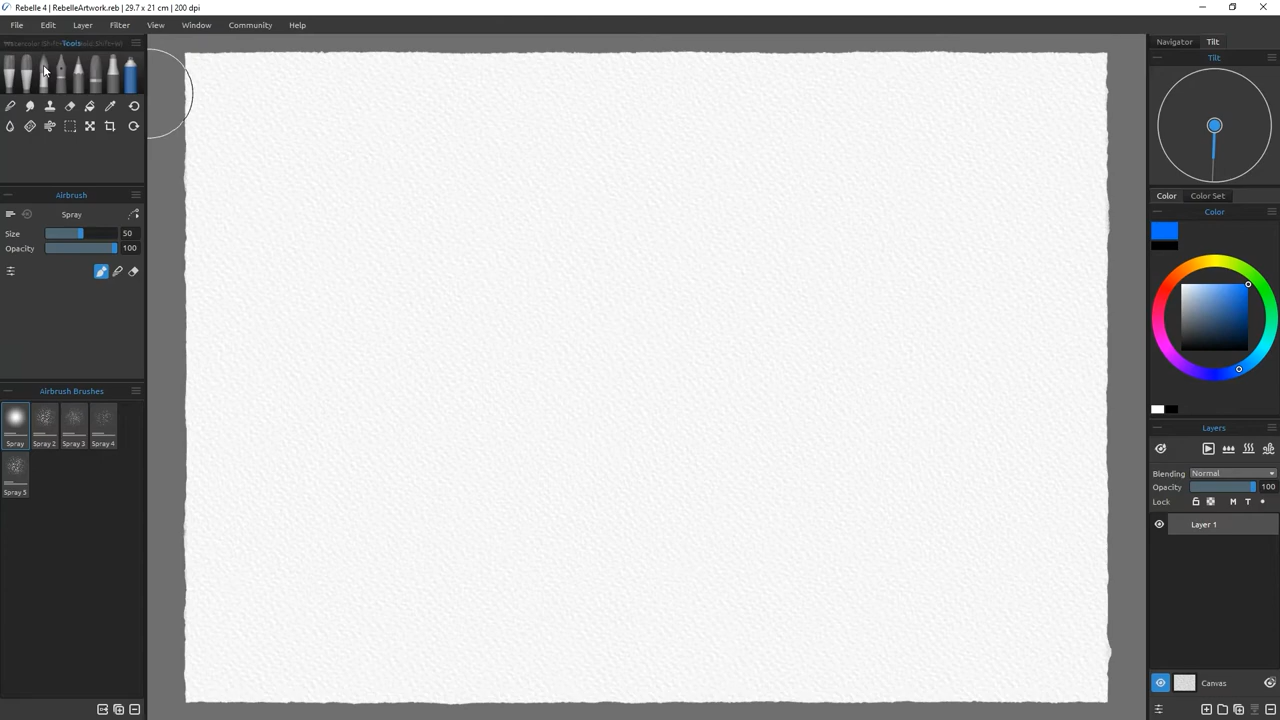 Rebelle 4 | RebelleArtwork.reb | 29.7 x 21 cm | 200 dpi
File Edit Layer Filter View Window Community Help
Tools
Airbrush
Spray
Size 50
Opacity 100
Airbrush Brushes
Spray Spray 2 Spray 3 Spray 4
Spray 5
Navigator Tilt
Tilt
Color Color Set
Color
Layers
Blending Normal
Opacity 100
Lock M T
Layer 1
Canvas